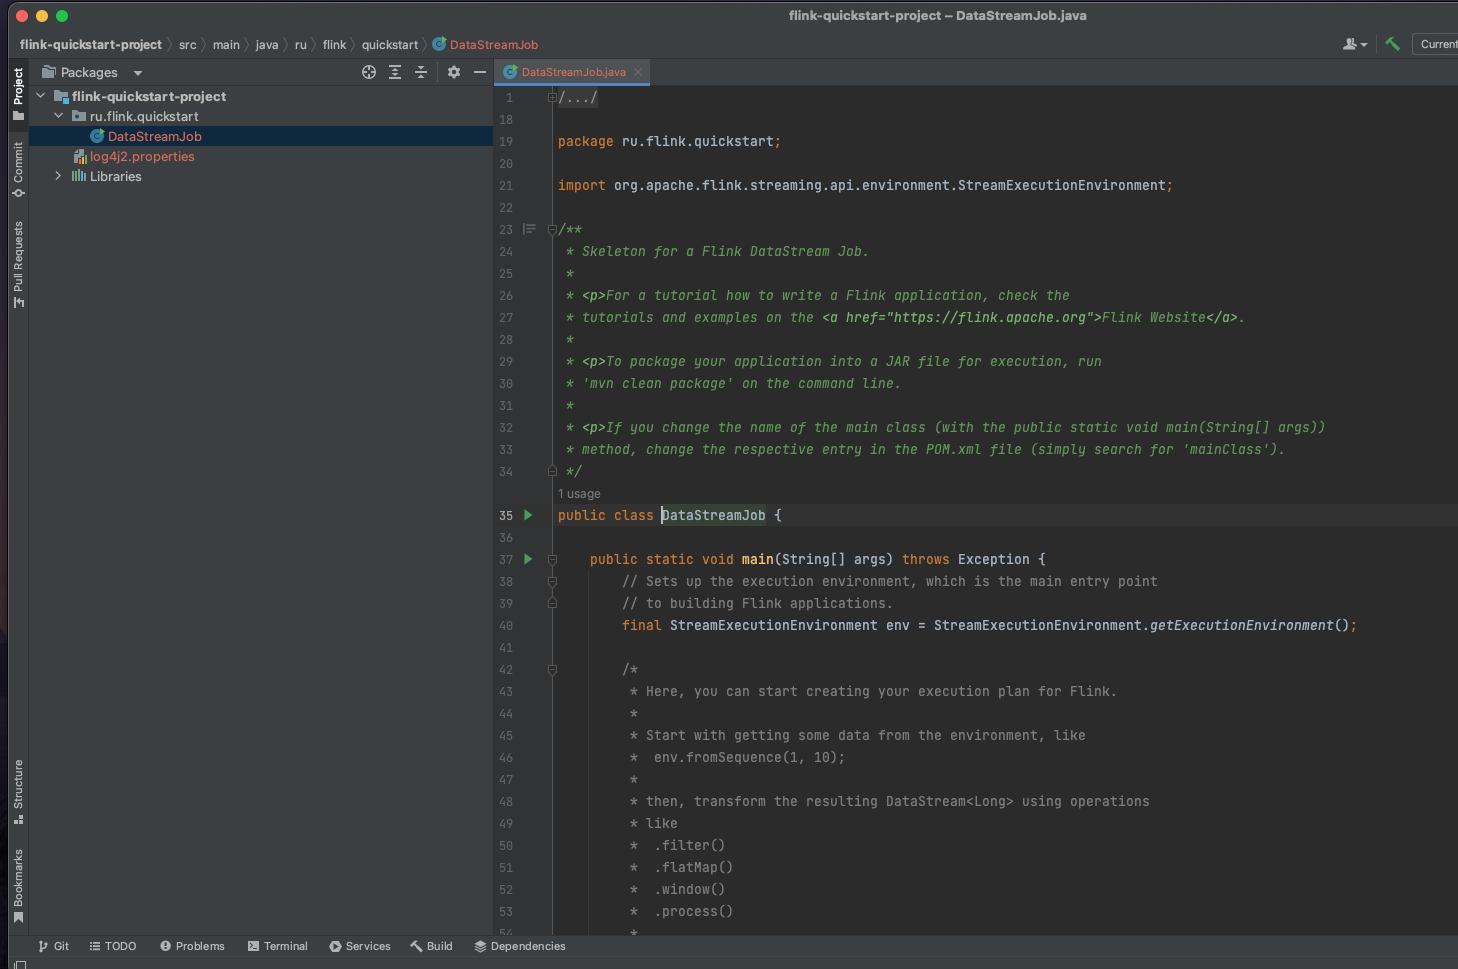 flink-quickstart-project – DataStreamJob.java
flink-quickstart-project src main java ru flink quickstart DataStreamJob
Current
Project
Commit
Pull Requests
Structure
Bookmarks
Packages
flink-quickstart-project
ru.flink.quickstart
DataStreamJob
log4j2.properties
Libraries
DataStreamJob.java
1 /.../
18
19 package ru.flink.quickstart;
20
21 import org.apache.flink.streaming.api.environment.StreamExecutionEnvironment;
22
23 /**
24 * Skeleton for a Flink DataStream Job.
25 *
26 * <p>For a tutorial how to write a Flink application, check the
27 * tutorials and examples on the <a href="https://flink.apache.org">Flink Website</a>.
28 *
29 * <p>To package your application into a JAR file for execution, run
30 * 'mvn clean package' on the command line.
31 *
32 * <p>If you change the name of the main class (with the public static void main(String[] args))
33 * method, change the respective entry in the POM.xml file (simply search for 'mainClass').
34 */
1 usage
35 public class DataStreamJob {
36
37 public static void main(String[] args) throws Exception {
38 // Sets up the execution environment, which is the main entry point
39 // to building Flink applications.
40 final StreamExecutionEnvironment env = StreamExecutionEnvironment.getExecutionEnvironment();
41
42 /*
43 * Here, you can start creating your execution plan for Flink.
44 *
45 * Start with getting some data from the environment, like
46 * env.fromSequence(1, 10);
47 *
48 * then, transform the resulting DataStream<Long> using operations
49 * like
50 * .filter()
51 * .flatMap()
52 * .window()
53 * .process()
54 *
Git TODO Problems Terminal Services Build Dependencies